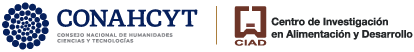 CONAHCYT
CONSEJO NACIONAL DE HUMANIDADES
CIENCIAS Y TECNOLOGÍAS
CIAD
Centro de Investigación
en Alimentación y Desarrollo